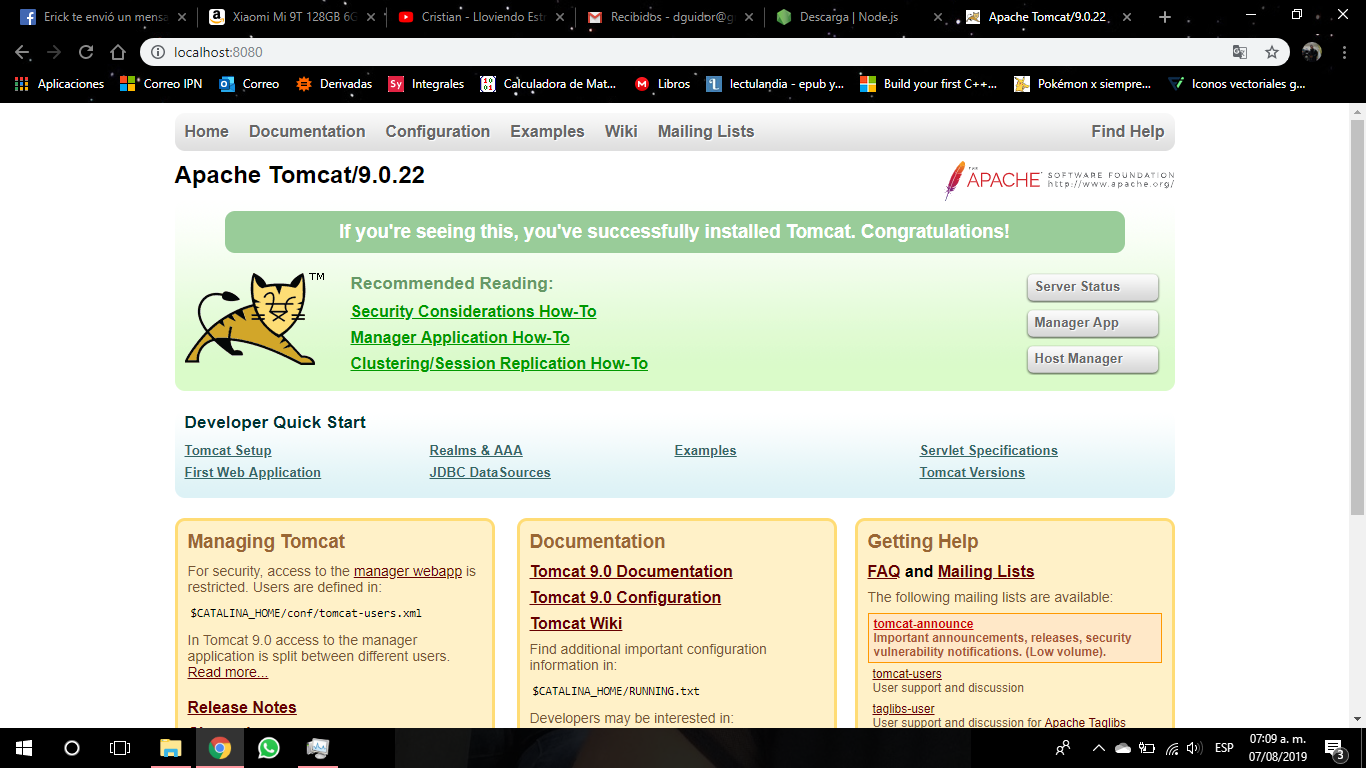 Erick te envió un mensa
Xiaomi Mi 9T 128GB 6G
Cristian - Lloviendo Estr
Recibidos - dguidor@g
Descarga | Node.js
Apache Tomcat/9.0.22
localhost:8080
Aplicaciones
Correo IPN
Correo
Derivadas
Sy Integrales
Calculadora de Mat...
Libros
lectulandia - epub y...
Build your first C++...
Pokémon x siempre...
Iconos vectoriales g...
Home Documentation Configuration Examples Wiki Mailing Lists Find Help
Apache Tomcat/9.0.22
THE APACHE SOFTWARE FOUNDATION
http://www.apache.org/
If you're seeing this, you've successfully installed Tomcat. Congratulations!
TM
Recommended Reading:
Security Considerations How-To
Manager Application How-To
Clustering/Session Replication How-To
Server Status
Manager App
Host Manager
Developer Quick Start
Tomcat Setup
First Web Application
Realms & AAA
JDBC DataSources
Examples
Servlet Specifications
Tomcat Versions
Managing Tomcat
For security, access to the manager webapp is
restricted. Users are defined in:
$CATALINA_HOME/conf/tomcat-users.xml
In Tomcat 9.0 access to the manager
application is split between different users.
Read more...
Release Notes
Documentation
Tomcat 9.0 Documentation
Tomcat 9.0 Configuration
Tomcat Wiki
Find additional important configuration
information in:
$CATALINA_HOME/RUNNING.txt
Developers may be interested in:
Getting Help
FAQ and Mailing Lists
The following mailing lists are available:
tomcat-announce
Important announcements, releases, security
vulnerability notifications. (Low volume).
tomcat-users
User support and discussion
taglibs-user
User support and discussion for Apache Taglibs
ESP
07:09 a. m.
07/08/2019
3